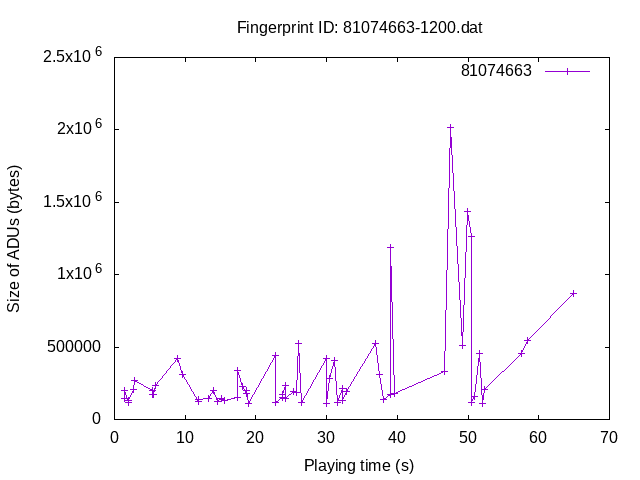 Fingerprint ID: 81074663-1200.dat
81074663
2.5x10^6
2x10^6
1.5x10^6
1x10^6
500000
0
Size of ADUs (bytes)
0 10 20 30 40 50 60 70
Playing time (s)